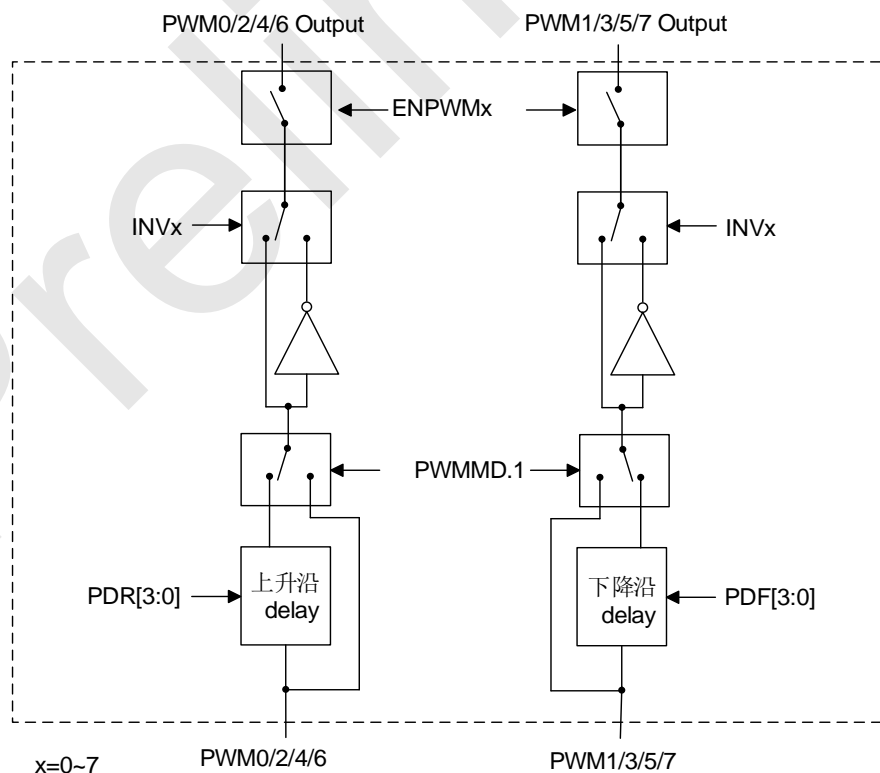 PWM0/2/4/6 Output
PWM1/3/5/7 Output
ENPWMx
INVx
INVx
PWMMD.1
PDR[3:0]
上升沿
delay
下降沿
delay
PDF[3:0]
PWM0/2/4/6
PWM1/3/5/7
x=0~7